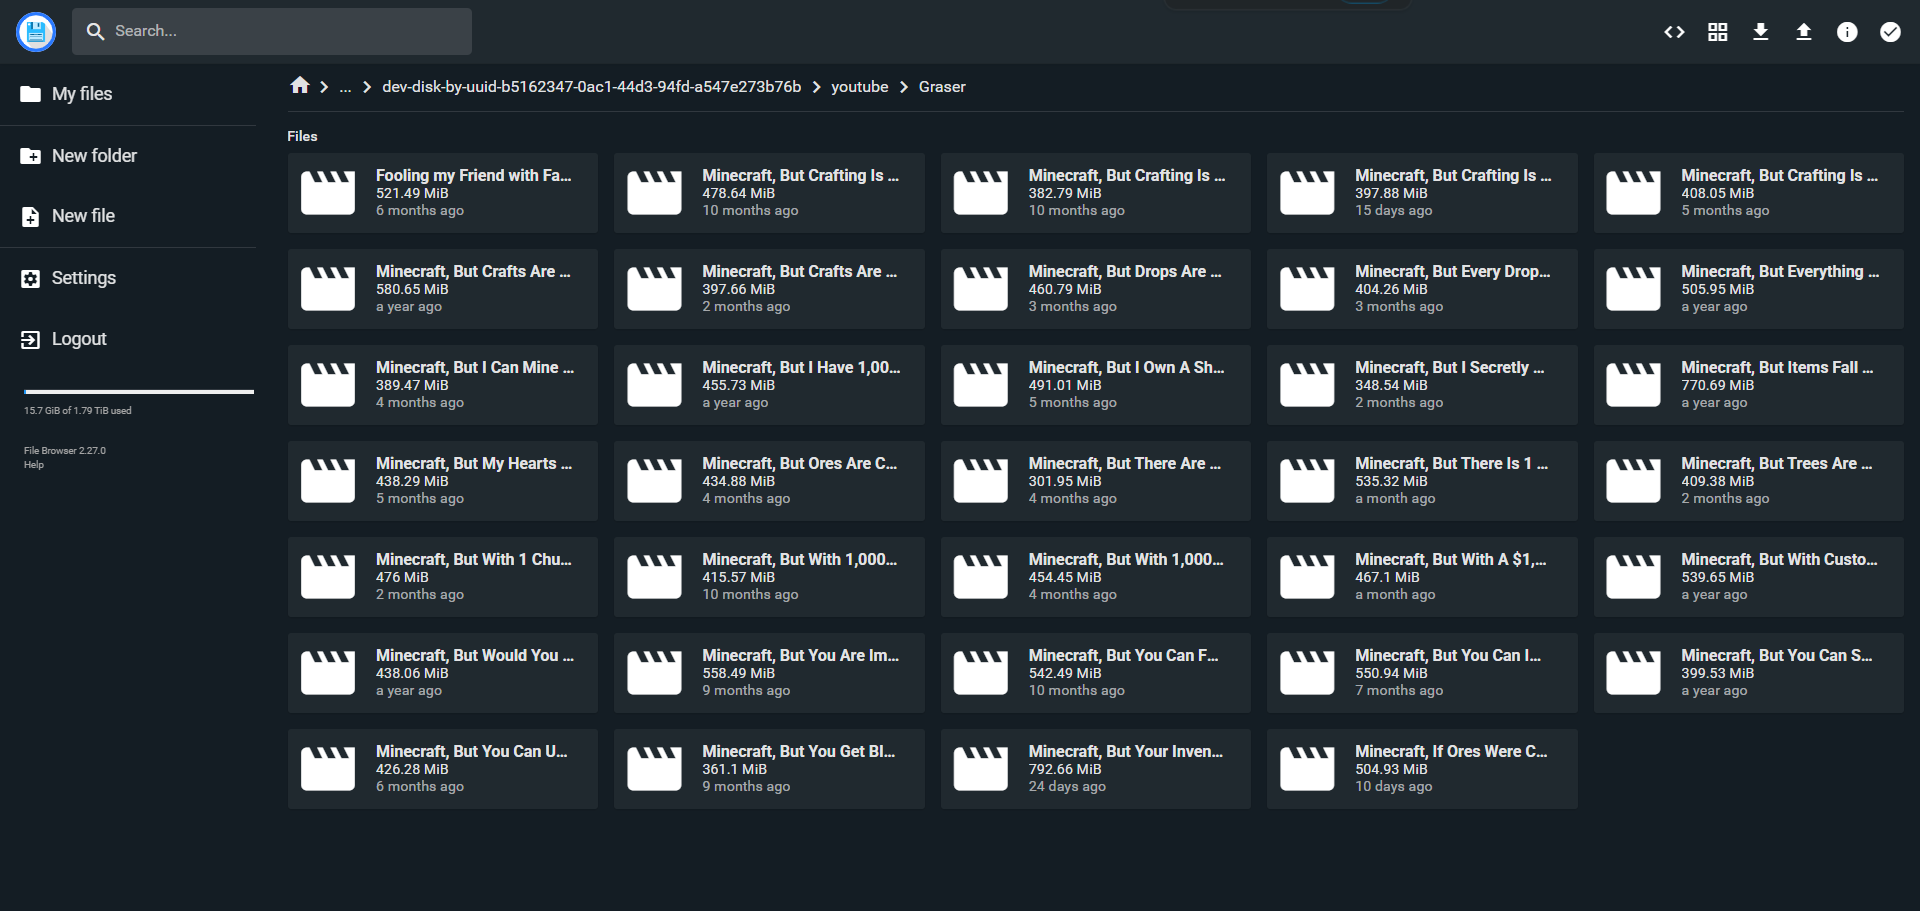 Search...
My files
New folder
New file
Settings
Logout
15.7 GiB of 1.79 TiB used
File Browser 2.27.0
Help
... dev-disk-by-uuid-b5162347-0ac1-44d3-94fd-a547e273b76b youtube Graser
Files
Fooling my Friend with Fa...
521.49 MiB
6 months ago
Minecraft, But Crafting Is ...
478.64 MiB
10 months ago
Minecraft, But Crafting Is ...
382.79 MiB
10 months ago
Minecraft, But Crafting Is ...
397.88 MiB
15 days ago
Minecraft, But Crafting Is ...
408.05 MiB
5 months ago
Minecraft, But Crafts Are ...
580.65 MiB
a year ago
Minecraft, But Crafts Are ...
397.66 MiB
2 months ago
Minecraft, But Drops Are ...
460.79 MiB
3 months ago
Minecraft, But Every Drop...
404.26 MiB
3 months ago
Minecraft, But Everything ...
505.95 MiB
a year ago
Minecraft, But I Can Mine ...
389.47 MiB
4 months ago
Minecraft, But I Have 1,00...
455.73 MiB
a year ago
Minecraft, But I Own A Sh...
491.01 MiB
5 months ago
Minecraft, But I Secretly ...
348.54 MiB
2 months ago
Minecraft, But Items Fall ...
770.69 MiB
a year ago
Minecraft, But My Hearts ...
438.29 MiB
5 months ago
Minecraft, But Ores Are C...
434.88 MiB
4 months ago
Minecraft, But There Are ...
301.95 MiB
4 months ago
Minecraft, But There Is 1 ...
535.32 MiB
a month ago
Minecraft, But Trees Are ...
409.38 MiB
2 months ago
Minecraft, But With 1 Chu...
476 MiB
2 months ago
Minecraft, But With 1,000...
415.57 MiB
10 months ago
Minecraft, But With 1,000...
454.45 MiB
4 months ago
Minecraft, But With A $1,...
467.1 MiB
a month ago
Minecraft, But With Custo...
539.65 MiB
a year ago
Minecraft, But Would You ...
438.06 MiB
a year ago
Minecraft, But You Are Im...
558.49 MiB
9 months ago
Minecraft, But You Can F...
542.49 MiB
10 months ago
Minecraft, But You Can I...
550.94 MiB
7 months ago
Minecraft, But You Can S...
399.53 MiB
a year ago
Minecraft, But You Can U...
426.28 MiB
6 months ago
Minecraft, But You Get Bl...
361.1 MiB
9 months ago
Minecraft, But Your Inven...
792.66 MiB
24 days ago
Minecraft, If Ores Were C...
504.93 MiB
10 days ago